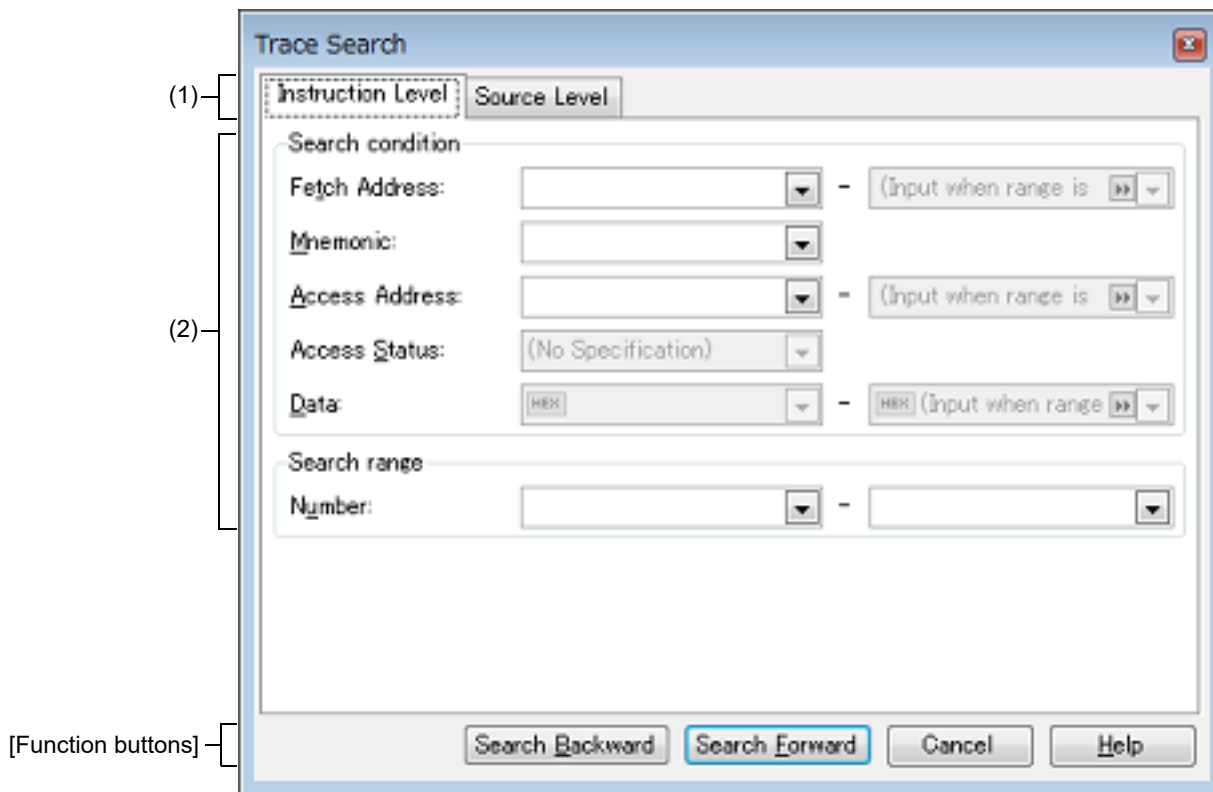 Trace Search
(1)
Instruction Level Source Level
(2)
Search condition
Fetch Address: - (Input when range is
Mnemonic:
Access Address: - (Input when range is
Access Status: (No Specification)
Data: HEX - HEX (Input when range
Search range
Number: -
[Function buttons]
Search Backward Search Forward Cancel Help